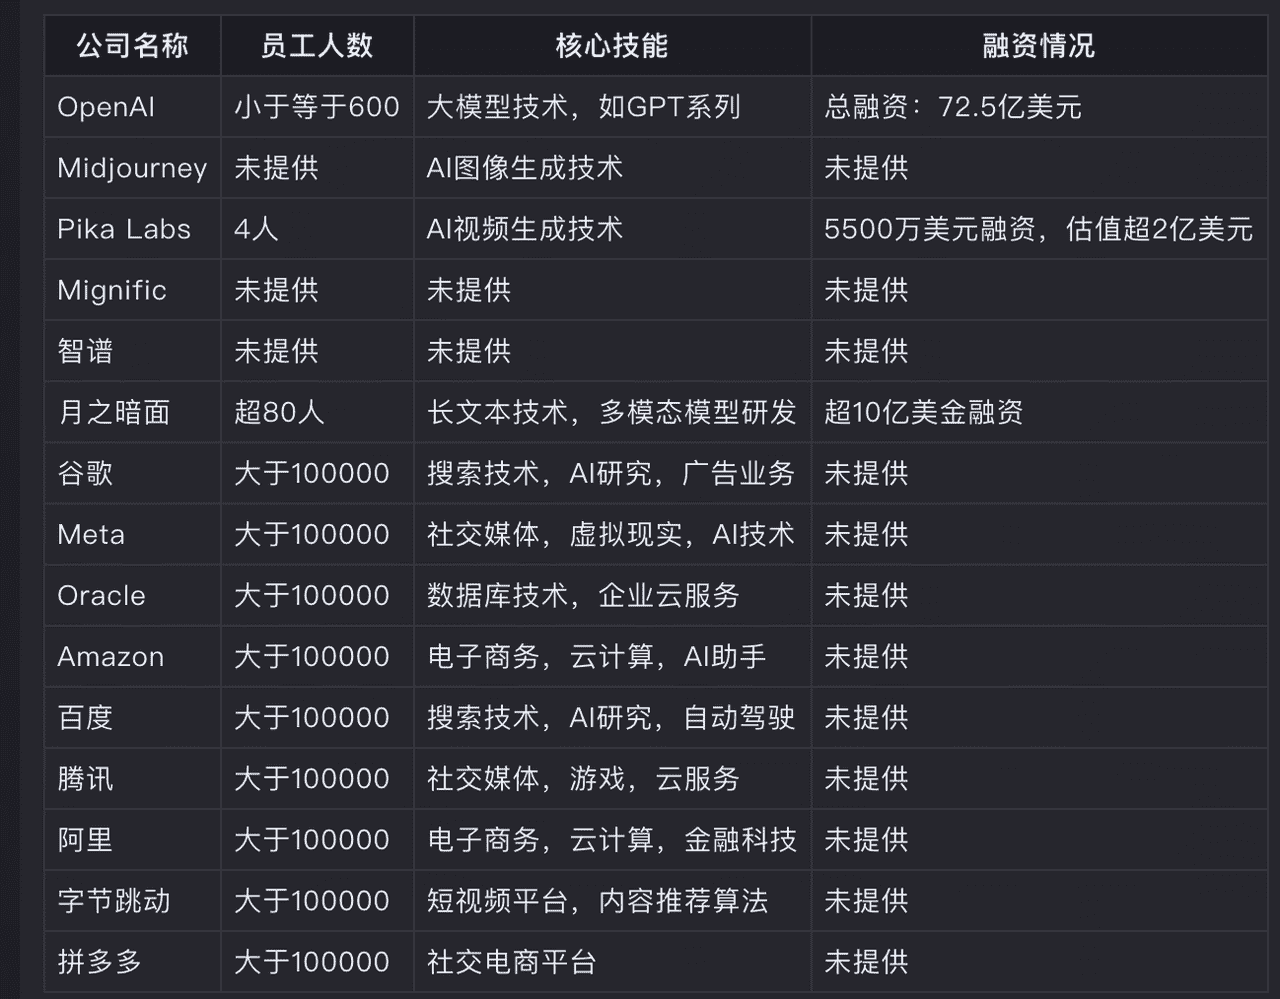 公司名称 员工人数 核心技能 融资情况
OpenAI 小于等于600 大模型技术，如GPT系列 总融资：72.5亿美元
Midjourney 未提供 AI图像生成技术 未提供
Pika Labs 4人 AI视频生成技术 5500万美元融资，估值超2亿美元
Mignific 未提供 未提供 未提供
智谱 未提供 未提供 未提供
月之暗面 超80人 长文本技术，多模态模型研发 超10亿美金融资
谷歌 大于100000 搜索技术，AI研究，广告业务 未提供
Meta 大于100000 社交媒体，虚拟现实，AI技术 未提供
Oracle 大于100000 数据库技术，企业云服务 未提供
Amazon 大于100000 电子商务，云计算，AI助手 未提供
百度 大于100000 搜索技术，AI研究，自动驾驶 未提供
腾讯 大于100000 社交媒体，游戏，云服务 未提供
阿里 大于100000 电子商务，云计算，金融科技 未提供
字节跳动 大于100000 短视频平台，内容推荐算法 未提供
拼多多 大于100000 社交电商平台 未提供